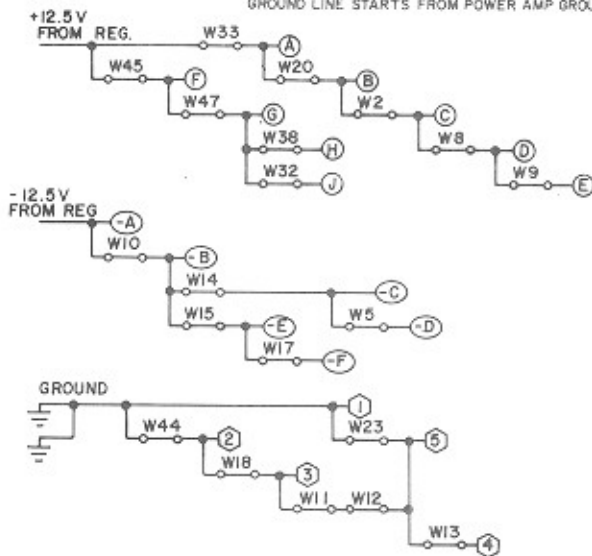 GROUND LINE STARTS FROM POWER AMP GROU
+12.5V
FROM REG.
W33
A
W45
F
W20
B
W47
G
W2
C
W38
H
W8
D
W32
J
W9
E
-12.5V
FROM REG
-A
W10
-B
W14
-C
W15
-E
W5
-D
W17
-F
GROUND
1
W44
2
W23
5
W18
3
W11
W12
W13
4